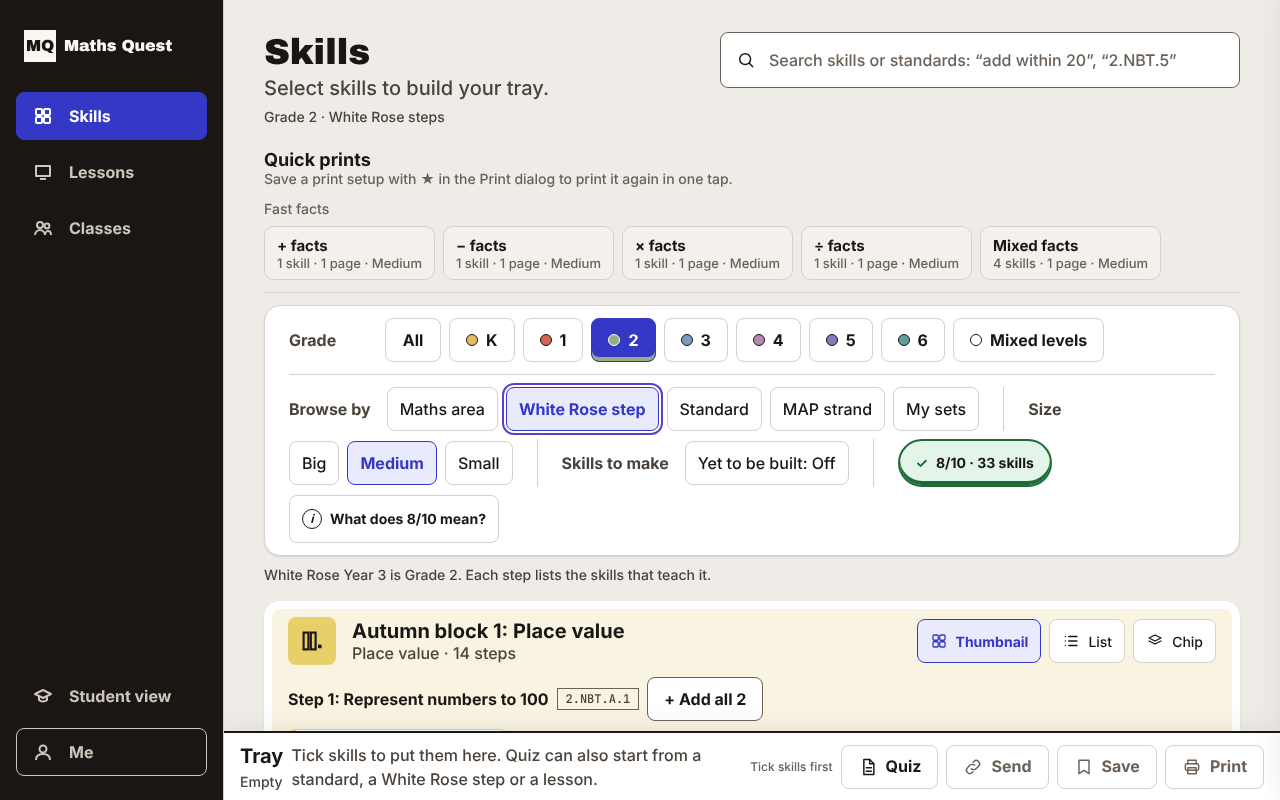 MQ Maths Quest
Skills
Lessons
Classes
Student view
Me
Skills
Select skills to build your tray.
Grade 2 · White Rose steps
Search skills or standards: “add within 20”, “2.NBT.5”
Quick prints
Save a print setup with ★ in the Print dialog to print it again in one tap.
Fast facts
+ facts
1 skill · 1 page · Medium
− facts
1 skill · 1 page · Medium
× facts
1 skill · 1 page · Medium
÷ facts
1 skill · 1 page · Medium
Mixed facts
4 skills · 1 page · Medium
Grade All K 1 2 3 4 5 6 Mixed levels
Browse by Maths area White Rose step Standard MAP strand My sets Size
Big Medium Small Skills to make Yet to be built: Off ✓ 8/10 · 33 skills
i What does 8/10 mean?
White Rose Year 3 is Grade 2. Each step lists the skills that teach it.
Autumn block 1: Place value
Place value · 14 steps
Thumbnail List Chip
Step 1: Represent numbers to 100 2.NBT.A.1 + Add all 2
Tray
Empty
Tick skills to put them here. Quiz can also start from a
standard, a White Rose step or a lesson.
Tick skills first Quiz Send Save Print